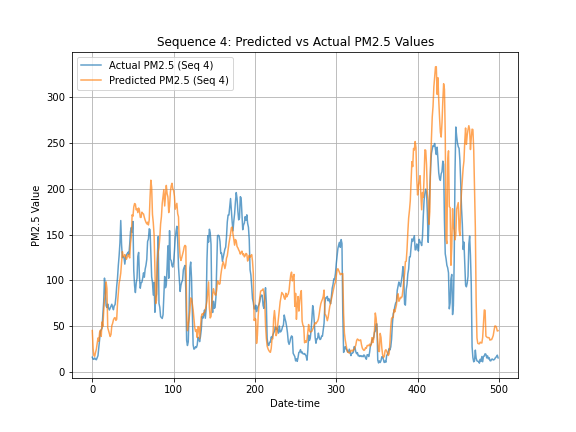 Sequence 4: Predicted vs Actual PM2.5 Values
Actual PM2.5 (Seq 4)
Predicted PM2.5 (Seq 4)
PM2.5 Value
300
250
200
150
100
50
0
0 100 200 300 400 500
Date-time